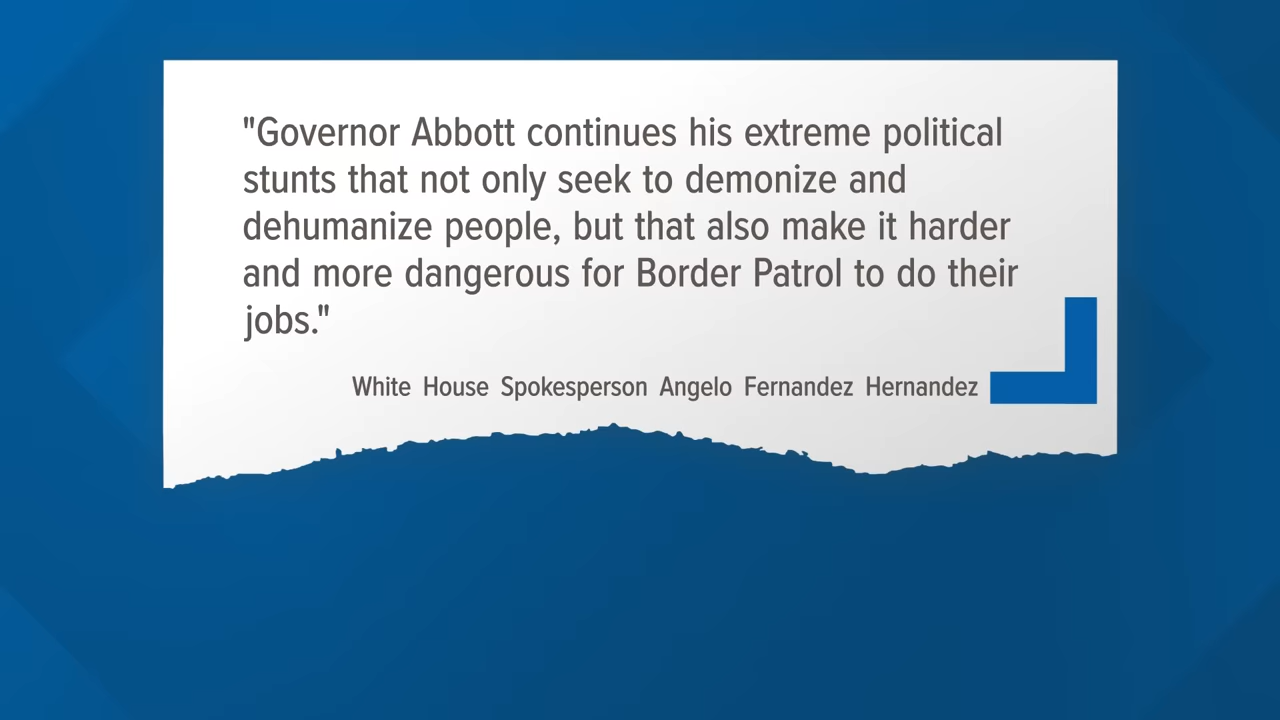 "Governor Abbott continues his extreme political
stunts that not only seek to demonize and
dehumanize people, but that also make it harder
and more dangerous for Border Patrol to do their
jobs."
White House Spokesperson Angelo Fernandez Hernandez